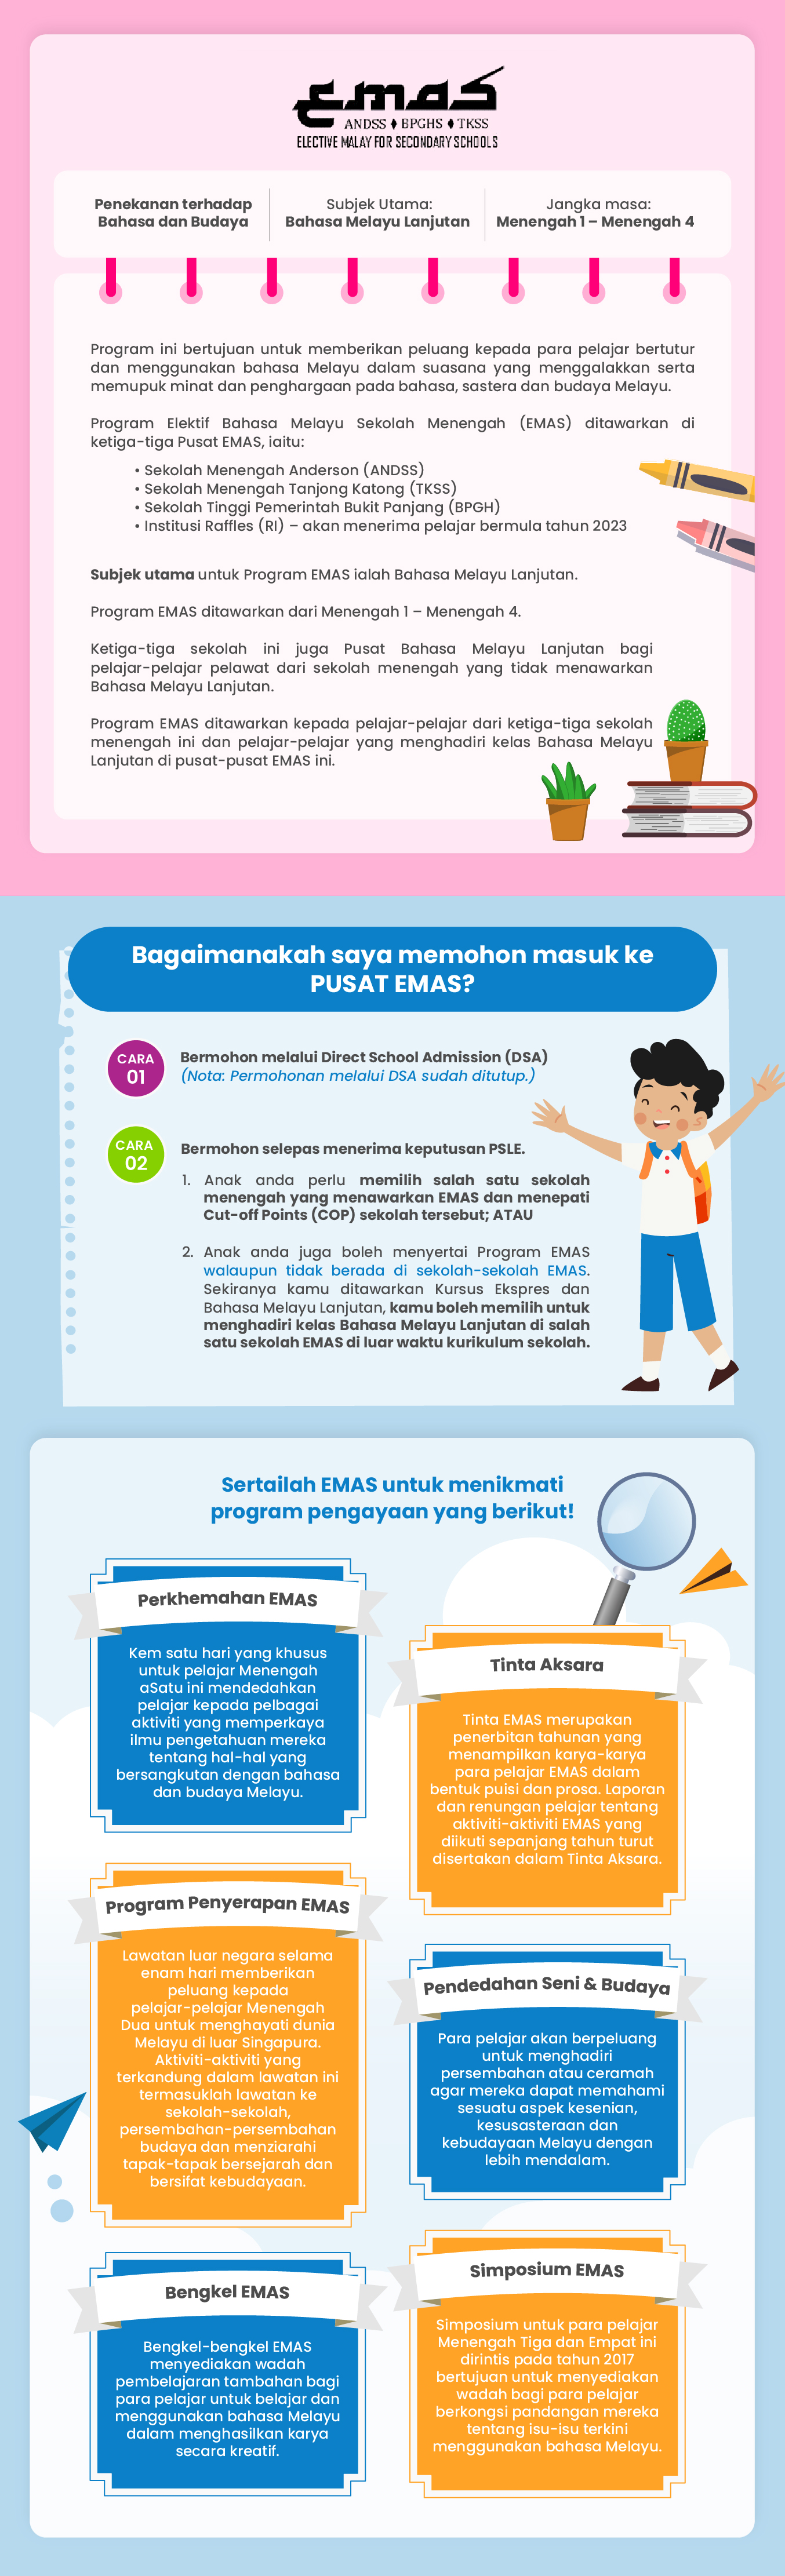 emas
ANDSS ♦ BPGHS ♦ TKSS
ELECTIVE MALAY FOR SECONDARY SCHOOLS
Penekanan terhadap
Bahasa dan Budaya
Subjek Utama:
Bahasa Melayu Lanjutan
Jangka masa:
Menengah 1 – Menengah 4
Program ini bertujuan untuk memberikan peluang kepada para pelajar bertutur
dan menggunakan bahasa Melayu dalam suasana yang menggalakkan serta
memupuk minat dan penghargaan pada bahasa, sastera dan budaya Melayu.
Program Elektif Bahasa Melayu Sekolah Menengah (EMAS) ditawarkan di
ketiga-tiga Pusat EMAS, iaitu:
• Sekolah Menengah Anderson (ANDSS)
• Sekolah Menengah Tanjong Katong (TKSS)
• Sekolah Tinggi Pemerintah Bukit Panjang (BPGH)
• Institusi Raffles (RI) – akan menerima pelajar bermula tahun 2023
Subjek utama untuk Program EMAS ialah Bahasa Melayu Lanjutan.
Program EMAS ditawarkan dari Menengah 1 – Menengah 4.
Ketiga-tiga sekolah ini juga Pusat Bahasa Melayu Lanjutan bagi
pelajar-pelajar pelawat dari sekolah menengah yang tidak menawarkan
Bahasa Melayu Lanjutan.
Program EMAS ditawarkan kepada pelajar-pelajar dari ketiga-tiga sekolah
menengah ini dan pelajar-pelajar yang menghadiri kelas Bahasa Melayu
Lanjutan di pusat-pusat EMAS ini.
Bagaimanakah saya memohon masuk ke
PUSAT EMAS?
CARA
01
Bermohon melalui Direct School Admission (DSA)
(Nota: Permohonan melalui DSA sudah ditutup.)
CARA
02
Bermohon selepas menerima keputusan PSLE.
1. Anak anda perlu memilih salah satu sekolah
menengah yang menawarkan EMAS dan menepati
Cut-off Points (COP) sekolah tersebut; ATAU
2. Anak anda juga boleh menyertai Program EMAS
walaupun tidak berada di sekolah-sekolah EMAS.
Sekiranya kamu ditawarkan Kursus Ekspres dan
Bahasa Melayu Lanjutan, kamu boleh memilih untuk
menghadiri kelas Bahasa Melayu Lanjutan di salah
satu sekolah EMAS di luar waktu kurikulum sekolah.
Sertailah EMAS untuk menikmati
program pengayaan yang berikut!
Perkhemahan EMAS
Kem satu hari yang khusus
untuk pelajar Menengah
aSatu ini mendedahkan
pelajar kepada pelbagai
aktiviti yang memperkaya
ilmu pengetahuan mereka
tentang hal-hal yang
bersangkutan dengan bahasa
dan budaya Melayu.
Tinta Aksara
Tinta EMAS merupakan
penerbitan tahunan yang
menampilkan karya-karya
para pelajar EMAS dalam
bentuk puisi dan prosa. Laporan
dan renungan pelajar tentang
aktiviti-aktiviti EMAS yang
diikuti sepanjang tahun turut
disertakan dalam Tinta Aksara.
Program Penyerapan EMAS
Lawatan luar negara selama
enam hari memberikan
peluang kepada
pelajar-pelajar Menengah
Dua untuk menghayati dunia
Melayu di luar Singapura.
Aktiviti-aktiviti yang
terkandung dalam lawatan ini
termasuklah lawatan ke
sekolah-sekolah,
persembahan-persembahan
budaya dan menziarahi
tapak-tapak bersejarah dan
bersifat kebudayaan.
Pendedahan Seni & Budaya
Para pelajar akan berpeluang
untuk menghadiri
persembahan atau ceramah
agar mereka dapat memahami
sesuatu aspek kesenian,
kesusasteraan dan
kebudayaan Melayu dengan
lebih mendalam.
Bengkel EMAS
Bengkel-bengkel EMAS
menyediakan wadah
pembelajaran tambahan bagi
para pelajar untuk belajar dan
menggunakan bahasa Melayu
dalam menghasilkan karya
secara kreatif.
Simposium EMAS
Simposium untuk para pelajar
Menengah Tiga dan Empat ini
dirintis pada tahun 2017
bertujuan untuk menyediakan
wadah bagi para pelajar
berkongsi pandangan mereka
tentang isu-isu terkini
menggunakan bahasa Melayu.